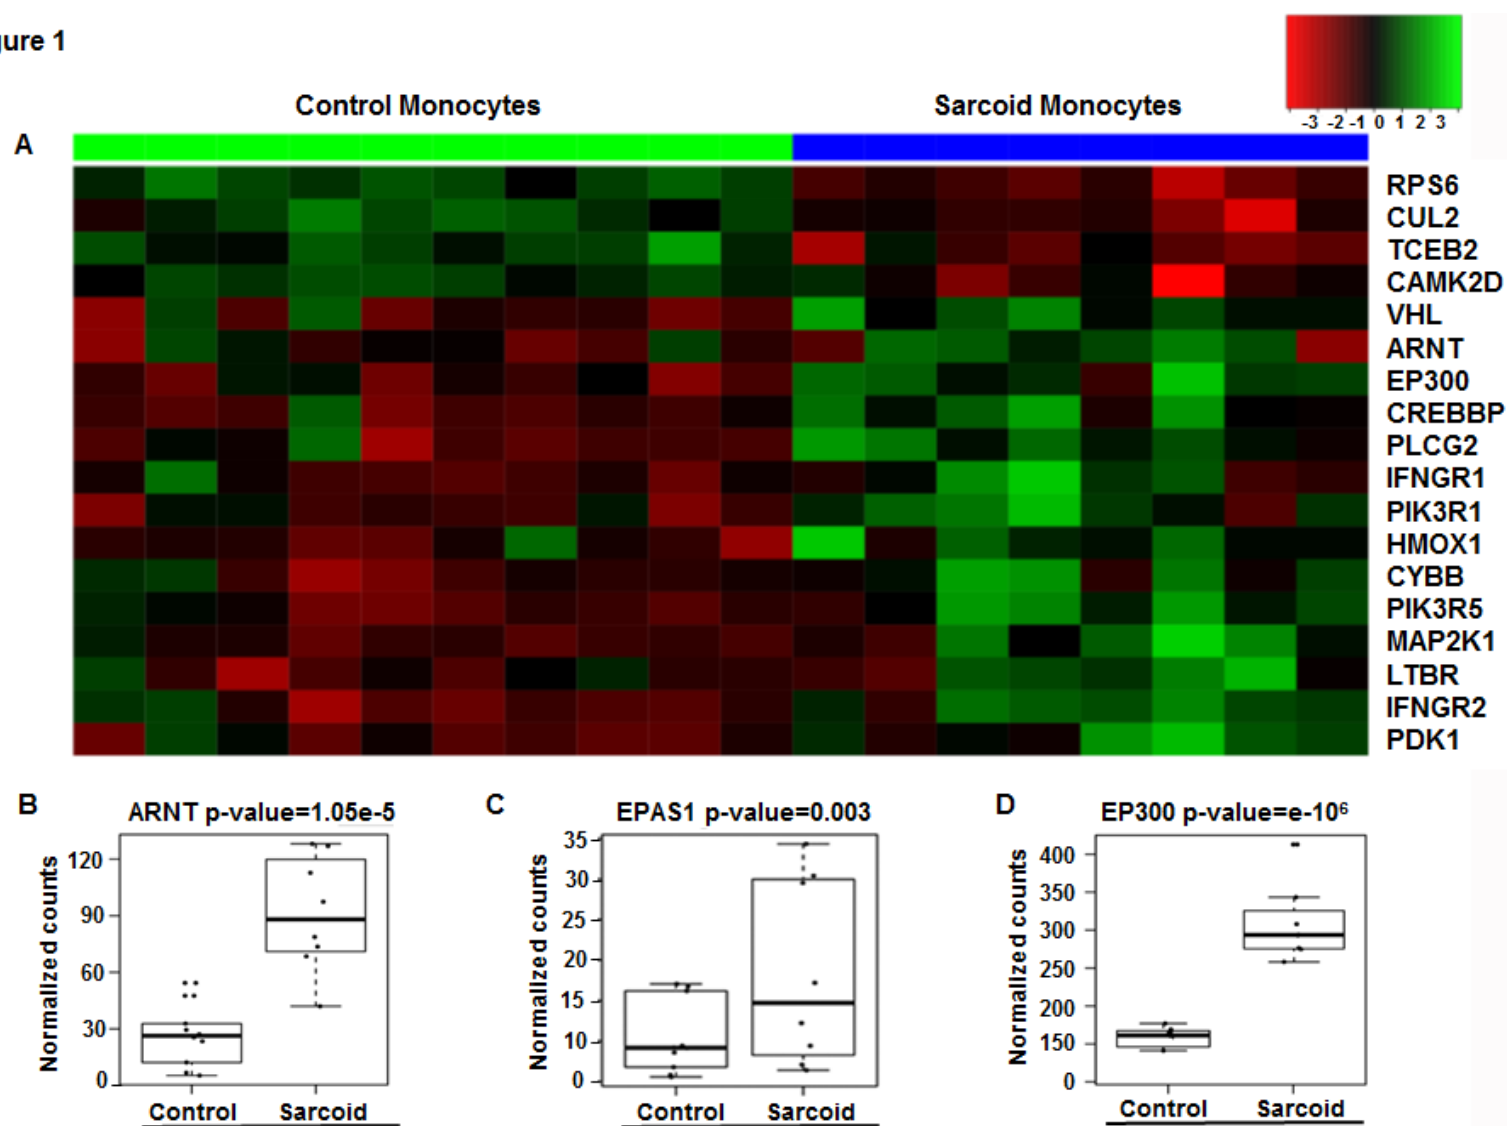 gure 1
Control Monocytes
Sarcoid Monocytes
-3 -2 -1 0 1 2 3
A
RPS6
CUL2
TCEB2
CAMK2D
VHL
ARNT
EP300
CREBBP
PLCG2
IFNGR1
PIK3R1
HMOX1
CYBB
PIK3R5
MAP2K1
LTBR
IFNGR2
PDK1
B
ARNT p-value=1.05e-5
Normalized counts
120
90
60
30
0
Control
Sarcoid
C
EPAS1 p-value=0.003
Normalized counts
35
30
25
20
15
10
0
Control
Sarcoid
D
EP300 p-value=e-10⁶
Normalized counts
400
350
300
250
200
150
0
Control
Sarcoid